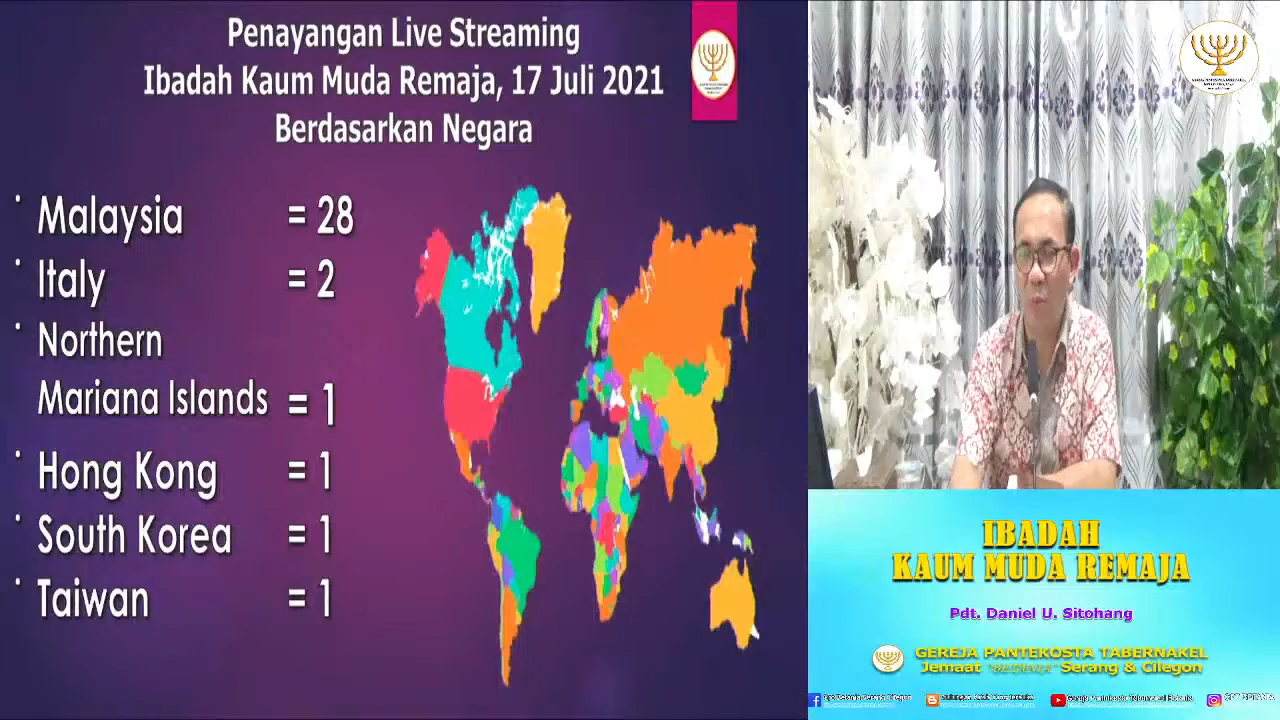 Penayangan Live Streaming
Ibadah Kaum Muda Remaja, 17 Juli 2021
Berdasarkan Negara
Malaysia = 28
Italy = 2
Northern
Mariana Islands = 1
Hong Kong = 1
South Korea = 1
Taiwan = 1
IBADAH
KAUM MUDA REMAJA
Pdt. Daniel U. Sitohang
GEREJA PANTEKOSTA TABERNAKEL
Jemaat "BETANIA" Serang & Cilegon